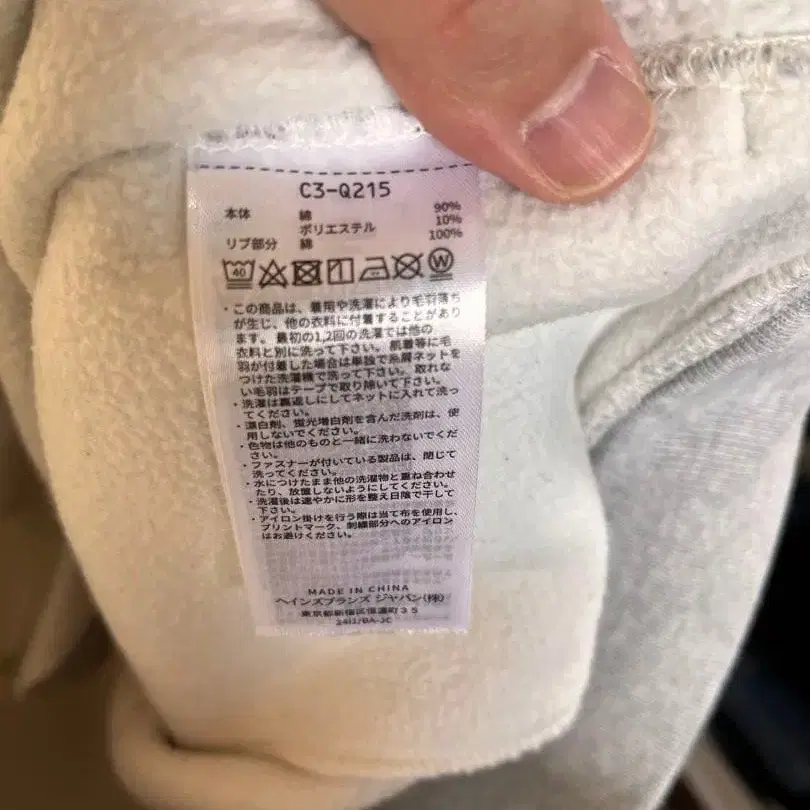 C3-Q215
本体 綿 90%
ポリエステル 10%
リブ部分 綿 100%
40 W
・この商品は、着用や洗濯により毛羽落ち
が生じ、他の衣料に付着することがあり
ます。最初の1,2回の洗濯では他の
衣料と別に洗って下さい。肌着等に毛
羽が付着した場合は単独で糸屑ネットを
つけた洗濯機で洗って下さい。取れな
い毛羽はテープで取り除いて下さい。
・洗濯は裏返しにしてネットに入れて洗っ
てください。
・漂白剤、蛍光増白剤を含んだ洗剤は、使
用しないでください。
・色物は他のものと一緒に洗わないでくだ
さい。
・ファスナーが付いている製品は、閉じて
洗ってください。
・水につけたまま他の洗濯物と重ね合わせ
たり、放置しないようにしてください。
・洗濯後は速やかに形を整え日陰で干して
下さい。
・アイロン掛けを行う際は当て布を使用し、
プリントマーク、刺繍部分へのアイロン
はお避けください。
MADE IN CHINA
ヘインズブランズ ジャパン(株)
東京都新宿区信濃町35